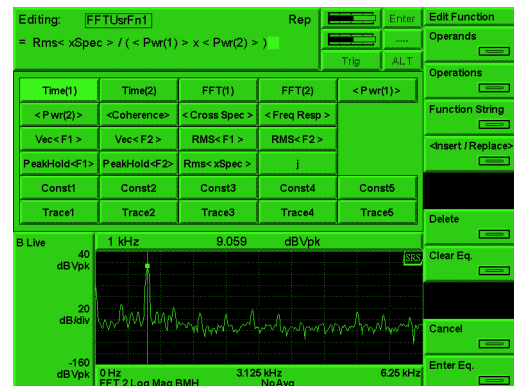 Editing: FFTUsrFn1 Rep Enter Edit Function
= Rms< xSpec > / ( < Pwr(1) > x < Pwr(2) > ) ---- Operands
Trig ALT
Operations
Time(1) Time(2) FFT(1) FFT(2) < Pwr(1)>
Function String
< Pwr(2)> <Coherence> < Cross Spec > < Freq Resp >
Vec< F1 > Vec< F2 > RMS< F1 > RMS< F2 > <Insert / Replace>
PeakHold<F1> PeakHold<F2> Rms< xSpec > j
Const1 Const2 Const3 Const4 Const5
Trace1 Trace2 Trace3 Trace4 Trace5
Delete
B Live 1 kHz 9.059 dBVpk
40 SRS Clear Eq.
dBVpk
20
dB/div
Cancel
-160 0 Hz 3.125 kHz 6.25 kHz Enter Eq.
dBVpk FFT 2 Log Mag BMH No Avg